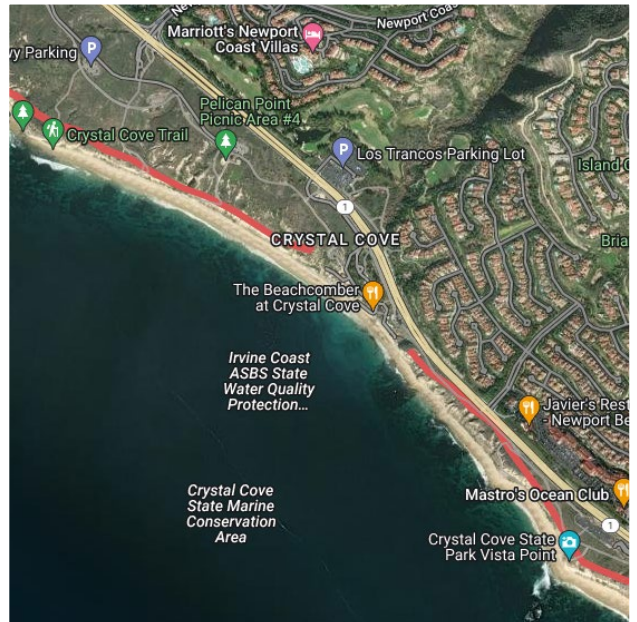 Newport Coas
Marriott's Newport
Coast Villas
vy Parking
Pelican Point
Picnic Area #4
Crystal Cove Trail
P
P
Los Trancos Parking Lot
Island C
1
CRYSTAL COVE
Bria
The Beachcomber
at Crystal Cove
Irvine Coast
ASBS State
Water Quality
Protection...
Javier's Rest
- Newport Be
Crystal Cove
State Marine
Conservation
Area
Mastro's Ocean Club
1
Crystal Cove State
Park Vista Point